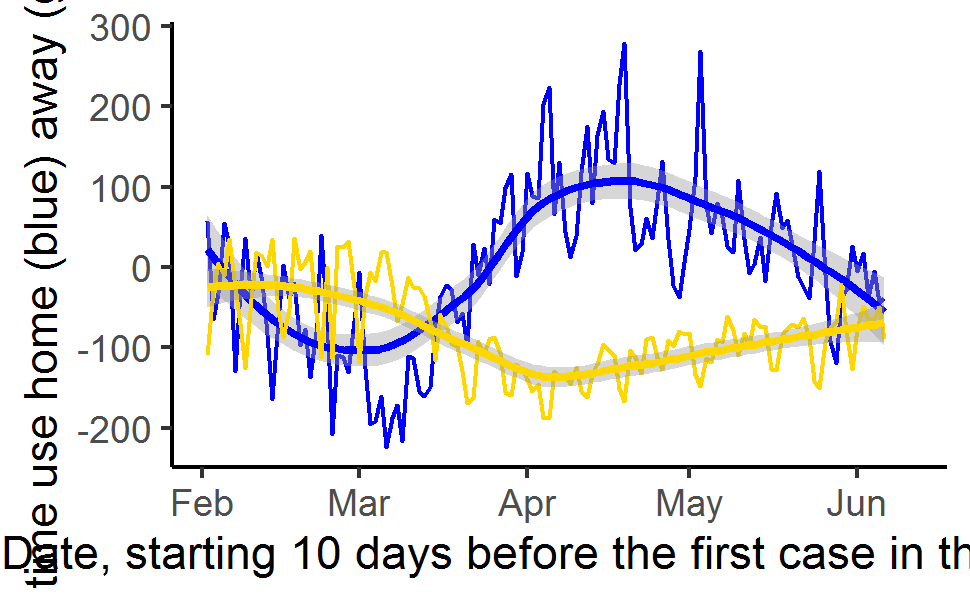 time use home (blue) away (
300
200
100
0
-100
-200
Feb Mar Apr May Jun
Date, starting 10 days before the first case in th